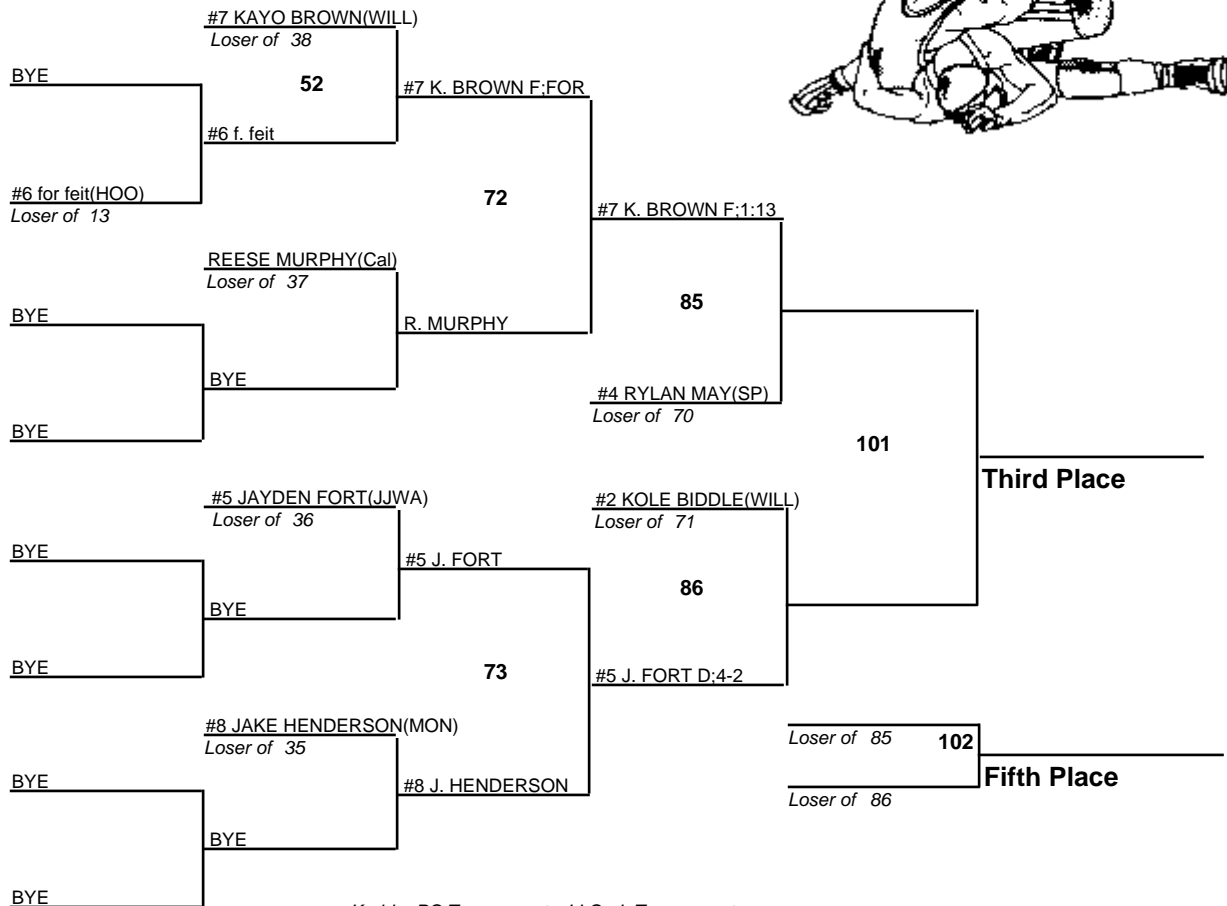 #7 KAYO BROWN(WILL)
Loser of 38
BYE
52
#7 K. BROWN F;FOR
#6 f. feit
#6 for feit(HOO)
Loser of 13
72
#7 K. BROWN F;1:13
REESE MURPHY(Cal)
Loser of 37
85
BYE
R. MURPHY
BYE
#4 RYLAN MAY(SP)
Loser of 70
BYE
101
Third Place
#5 JAYDEN FORT(JJWA)
Loser of 36
#2 KOLE BIDDLE(WILL)
Loser of 71
BYE
#5 J. FORT
86
BYE
BYE
73
#5 J. FORT D;4-2
#8 JAKE HENDERSON(MON)
Loser of 35
Loser of 85
102
Fifth Place
BYE
#8 J. HENDERSON
Loser of 86
BYE
BYE